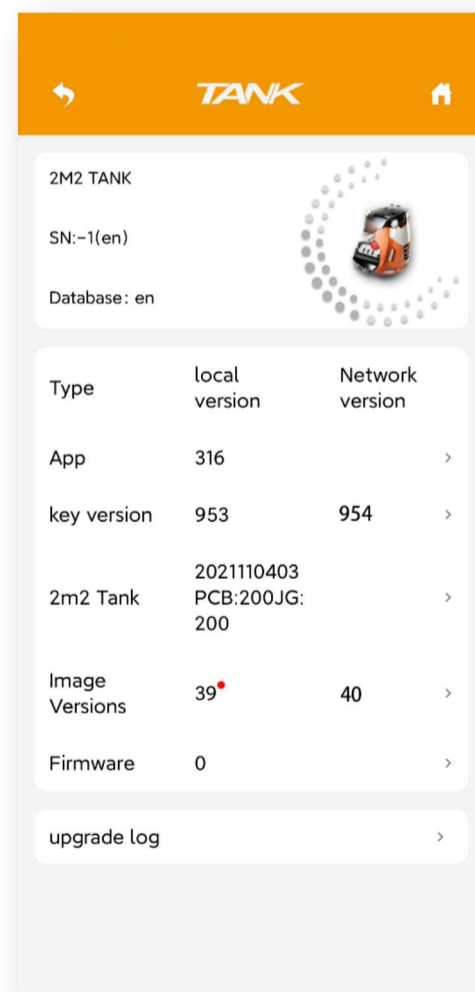 TANK
2M2 TANK
SN:-1(en)
Database: en
Type local version Network version
App 316
key version 953 954
2m2 Tank 2021110403 PCB:200JG: 200
Image Versions 39 40
Firmware 0
upgrade log